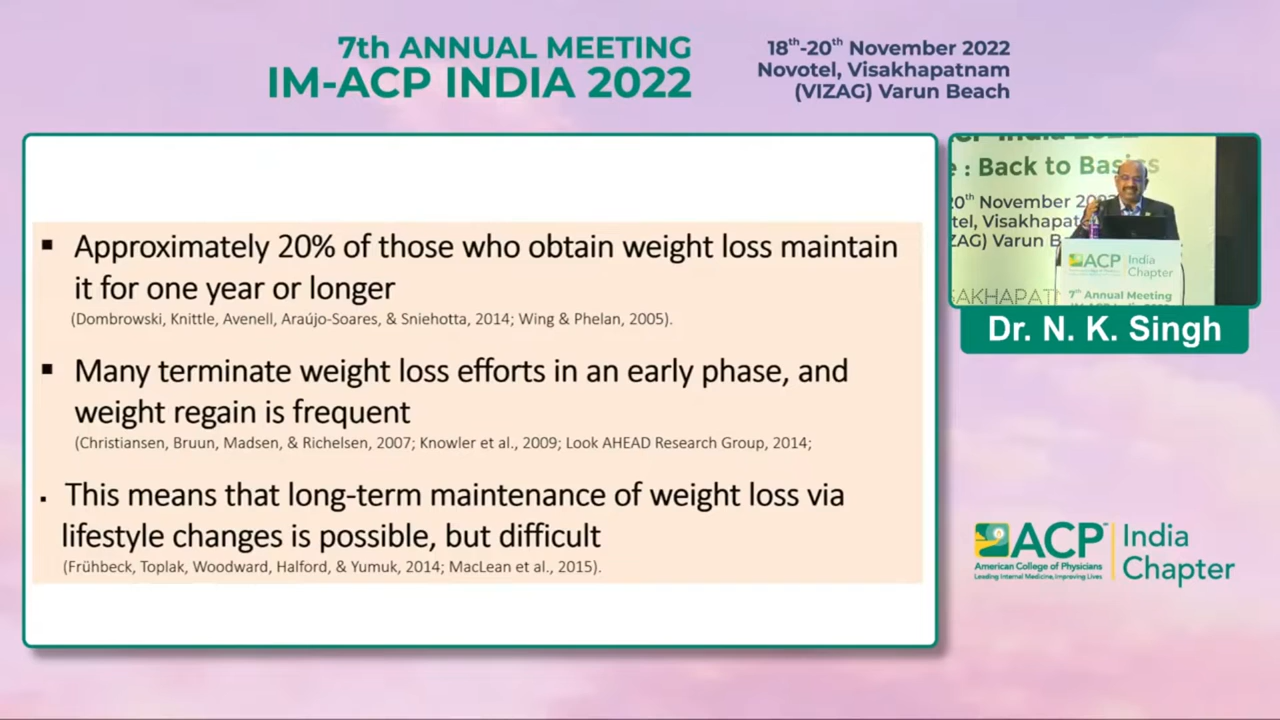 7th ANNUAL MEETING
IM-ACP INDIA 2022
18th-20th November 2022
Novotel, Visakhapatnam
(VIZAG) Varun Beach
▪ Approximately 20% of those who obtain weight loss maintain
it for one year or longer
(Dombrowski, Knittle, Avenell, Araújo-Soares, & Sniehotta, 2014; Wing & Phelan, 2005).
▪ Many terminate weight loss efforts in an early phase, and
weight regain is frequent
(Christiansen, Bruun, Madsen, & Richelsen, 2007; Knowler et al., 2009; Look AHEAD Research Group, 2014;
▪ This means that long-term maintenance of weight loss via
lifestyle changes is possible, but difficult
(Frühbeck, Toplak, Woodward, Halford, & Yumuk, 2014; MacLean et al., 2015).
: Back to Basics
November
ACP India
Chapter
7th Annual Meeting
Dr. N. K. Singh
ACP India
American College of Physicians Chapter
Leading Internal Medicine, Improving Lives